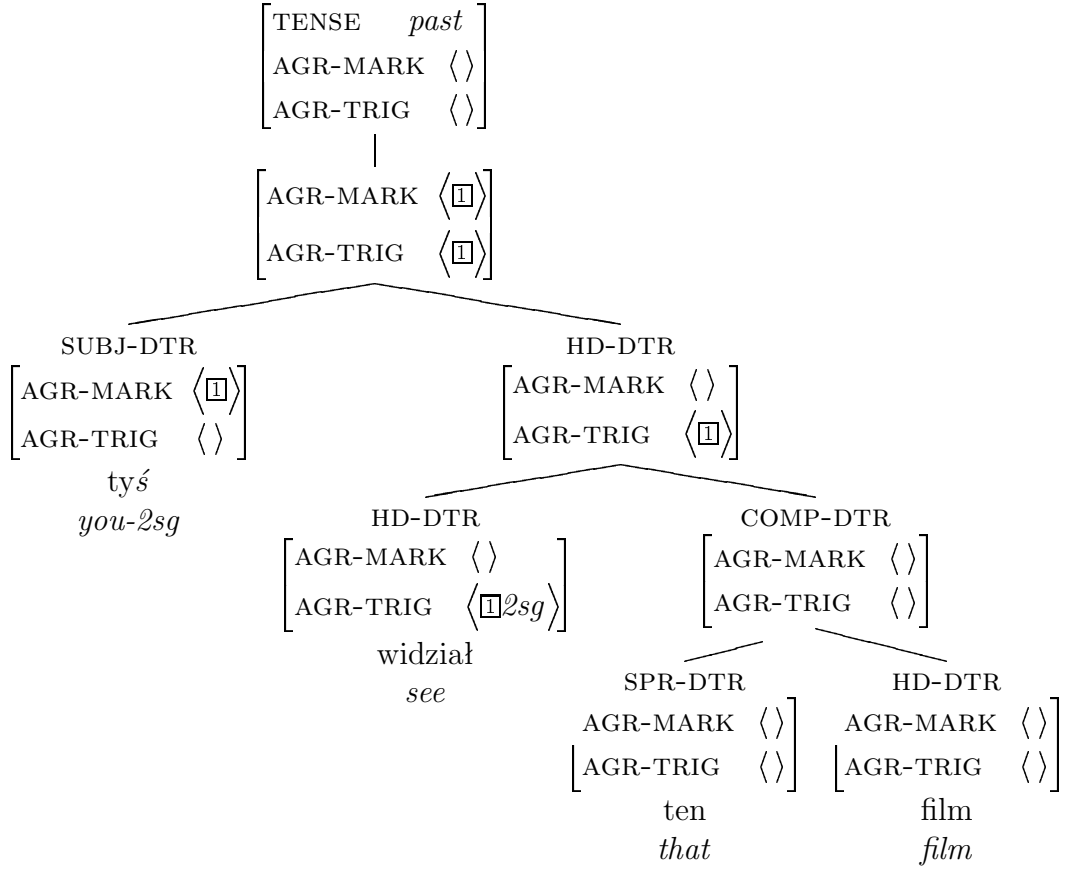 TENSE past
AGR-MARK ⟨ ⟩
AGR-TRIG ⟨ ⟩
AGR-MARK ⟨1⟩
AGR-TRIG ⟨1⟩
SUBJ-DTR HD-DTR
AGR-MARK ⟨1⟩ AGR-MARK ⟨ ⟩
AGR-TRIG ⟨ ⟩ AGR-TRIG ⟨1⟩
tyś
you-2sg
HD-DTR COMP-DTR
AGR-MARK ⟨ ⟩ AGR-MARK ⟨ ⟩
AGR-TRIG ⟨1 2sg⟩ AGR-TRIG ⟨ ⟩
widział
see
SPR-DTR HD-DTR
AGR-MARK ⟨ ⟩ AGR-MARK ⟨ ⟩
AGR-TRIG ⟨ ⟩ AGR-TRIG ⟨ ⟩
ten film
that film